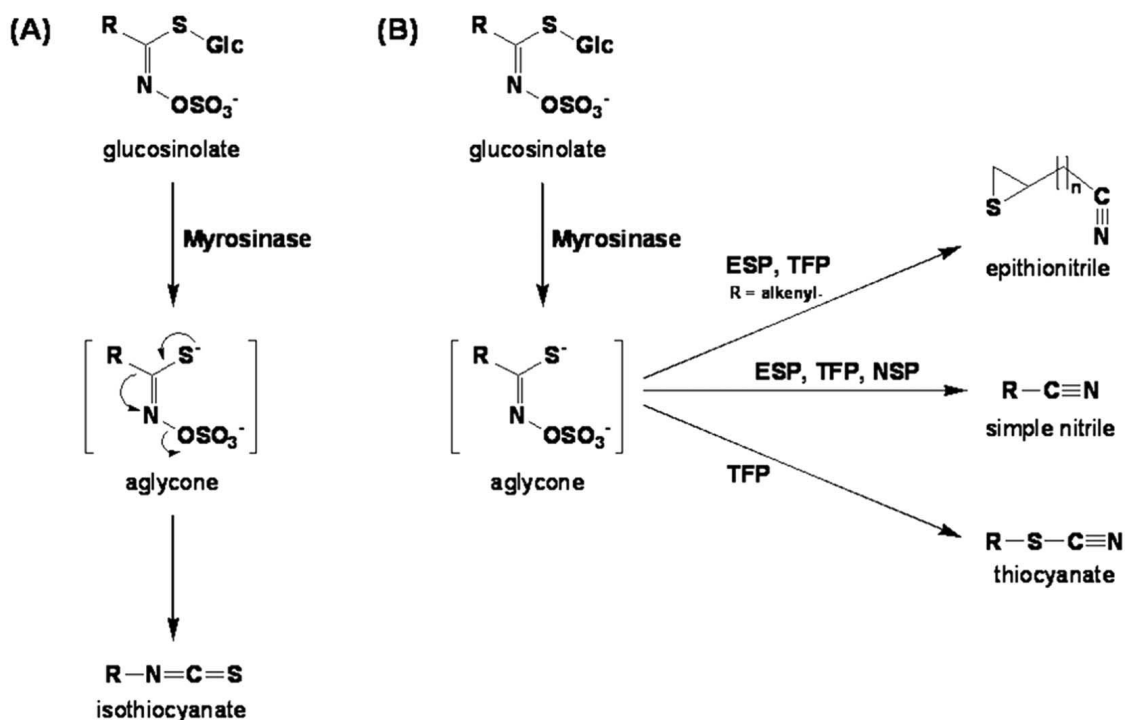 (A)
R
S
Glc
N
OSO3-
glucosinolate
Myrosinase
R
S-
N
OSO3-
aglycone
R-N=C=S
isothiocyanate
(B)
R
S
Glc
N
OSO3-
glucosinolate
Myrosinase
R
S-
N
OSO3-
aglycone
ESP, TFP
R = alkenyl-
S
n
C
N
epithionitrile
ESP, TFP, NSP
R-C≡N
simple nitrile
TFP
R-S-C≡N
thiocyanate